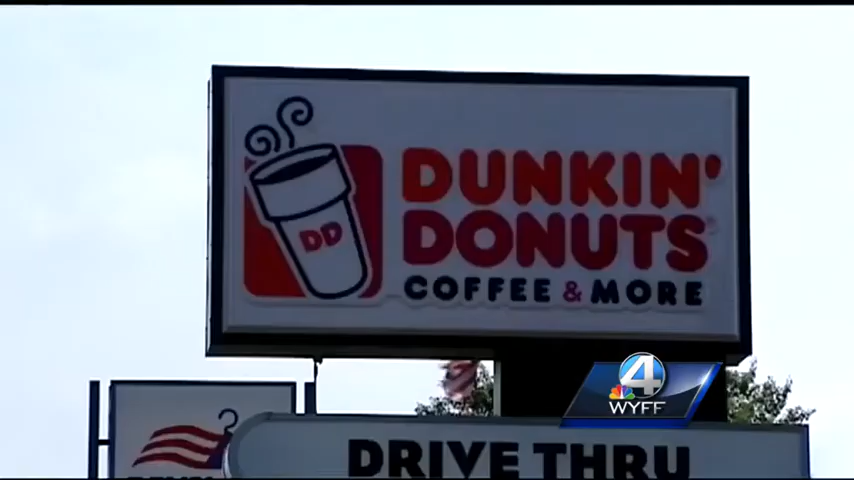 DD
DUNKIN'
DONUTS
COFFEE & MORE
4
WYFF
DRIVE THRU